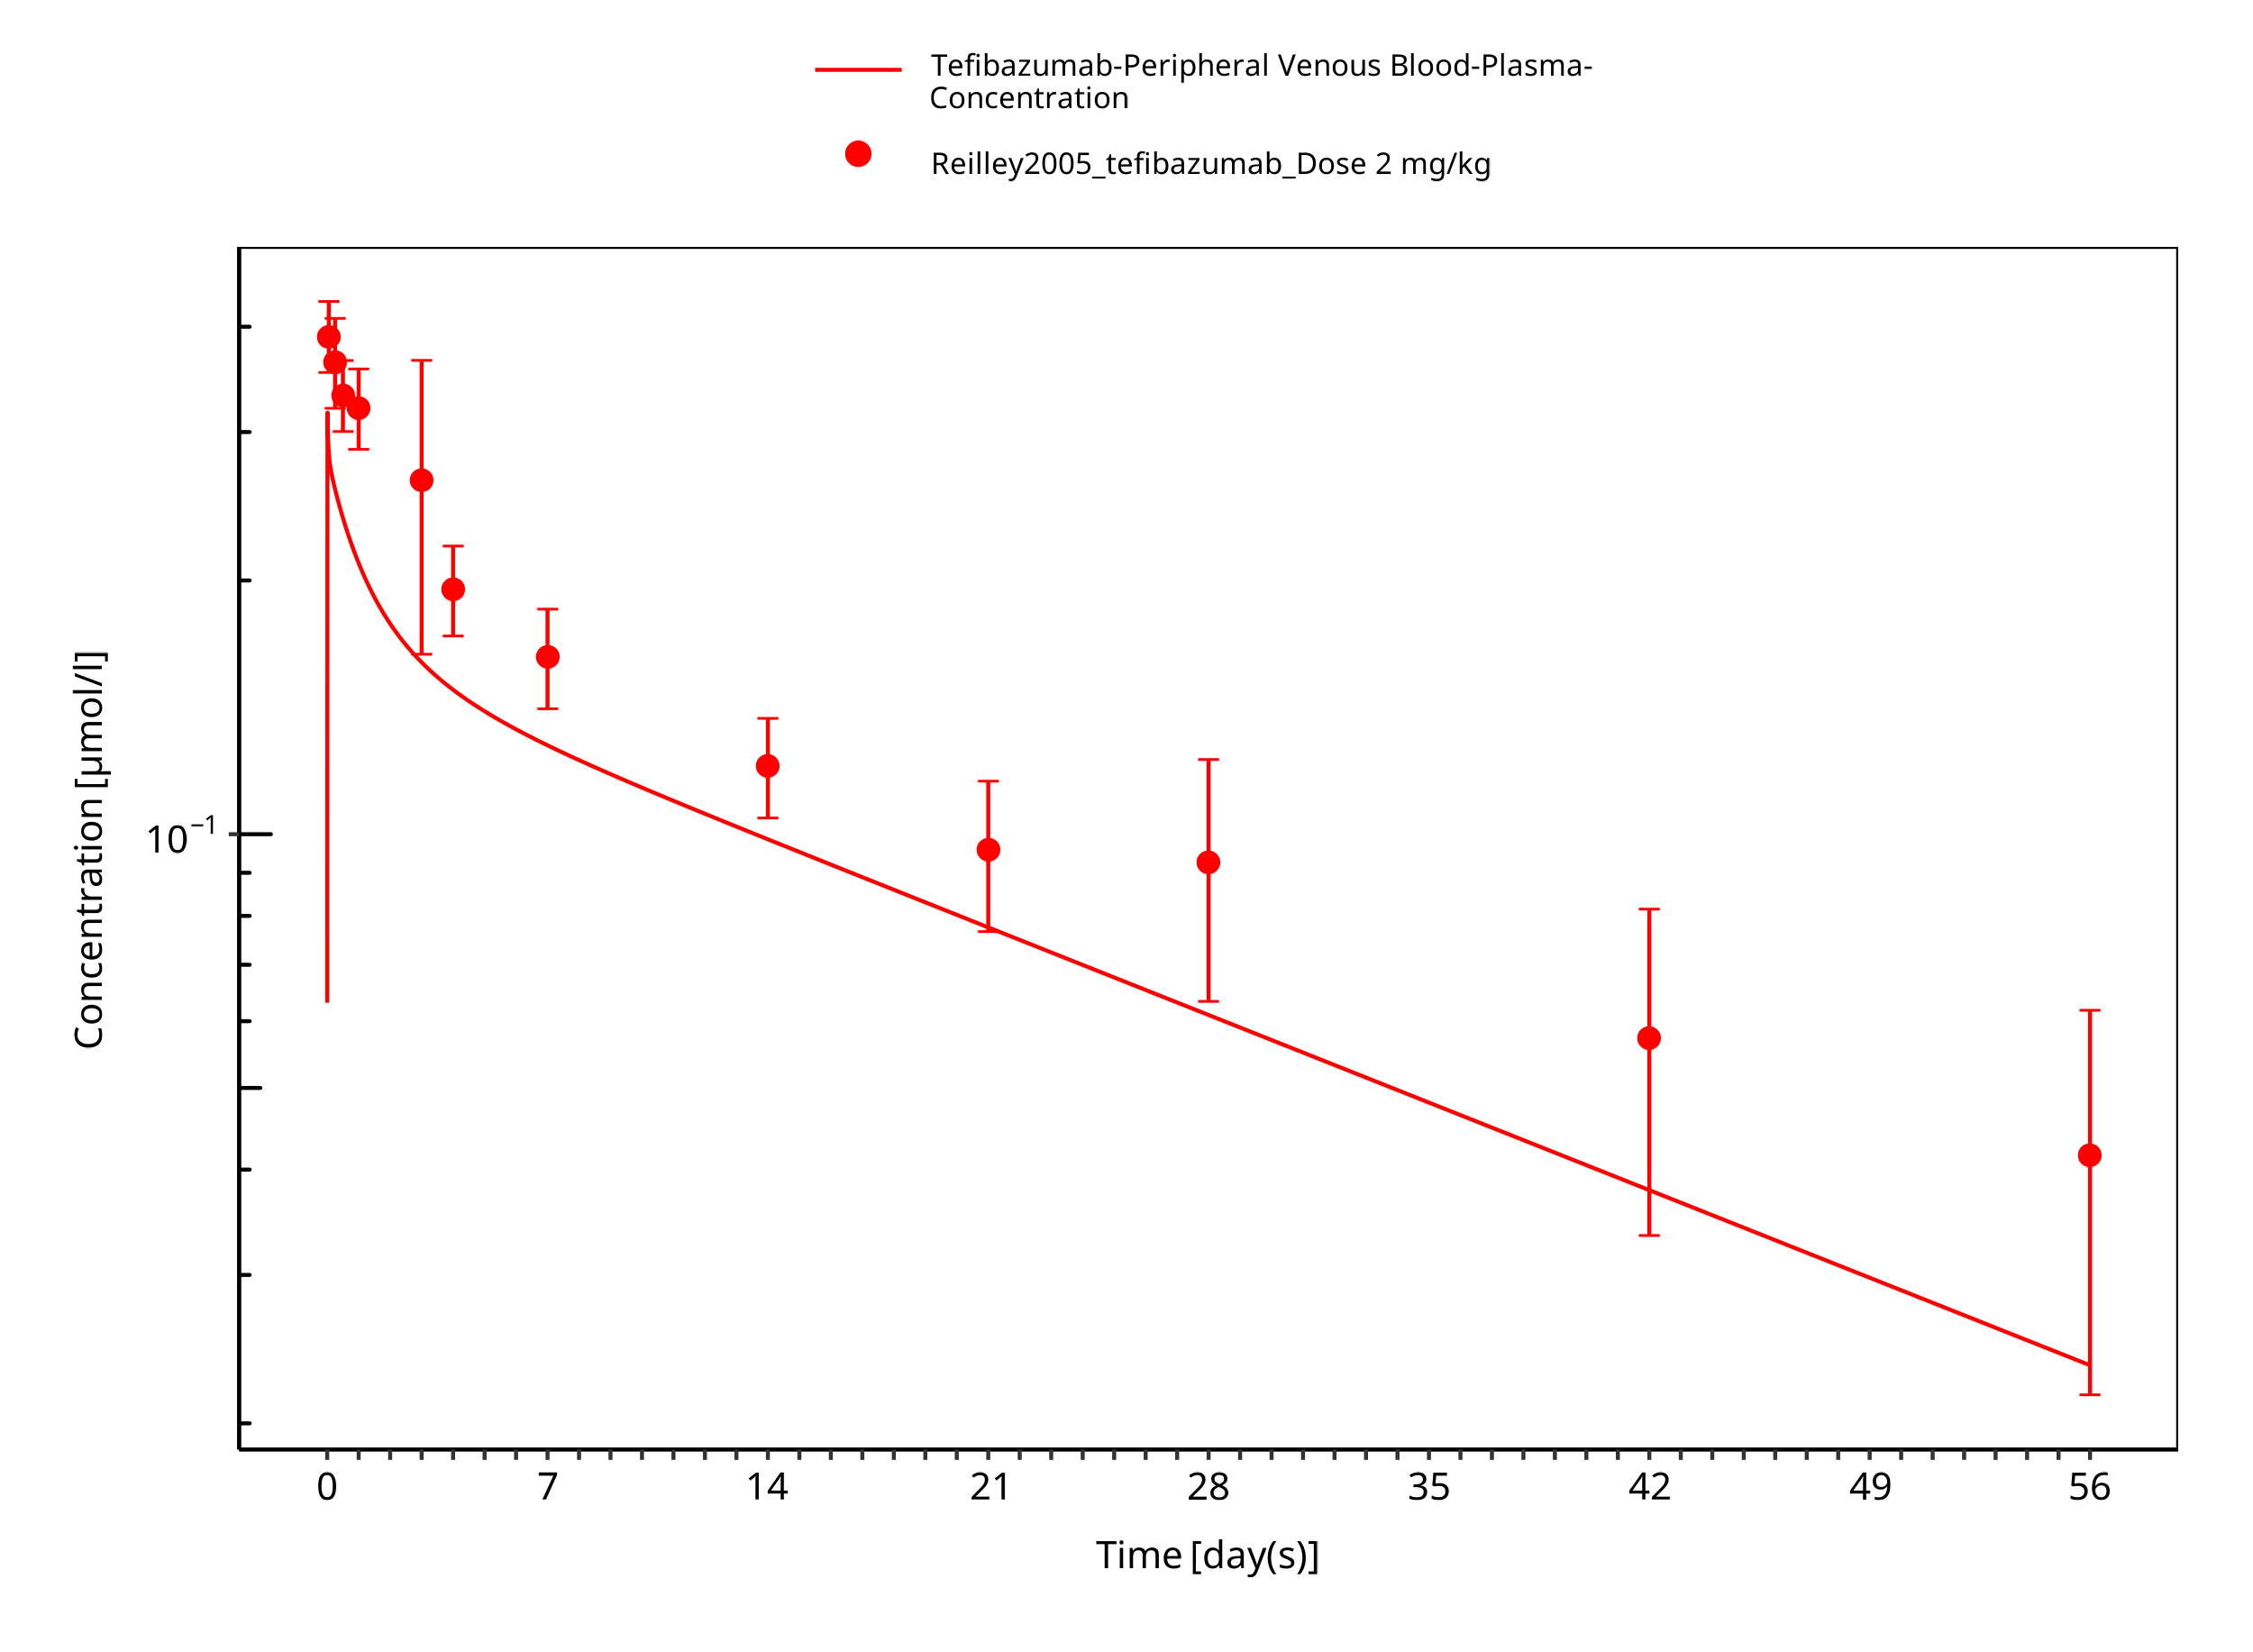 Tefibazumab-Peripheral Venous Blood-Plasma-
Concentration
Reilley2005_tefibazumab_Dose 2 mg/kg
Concentration [µmol/l]
10⁻¹
0 7 14 21 28 35 42 49 56
Time [day(s)]